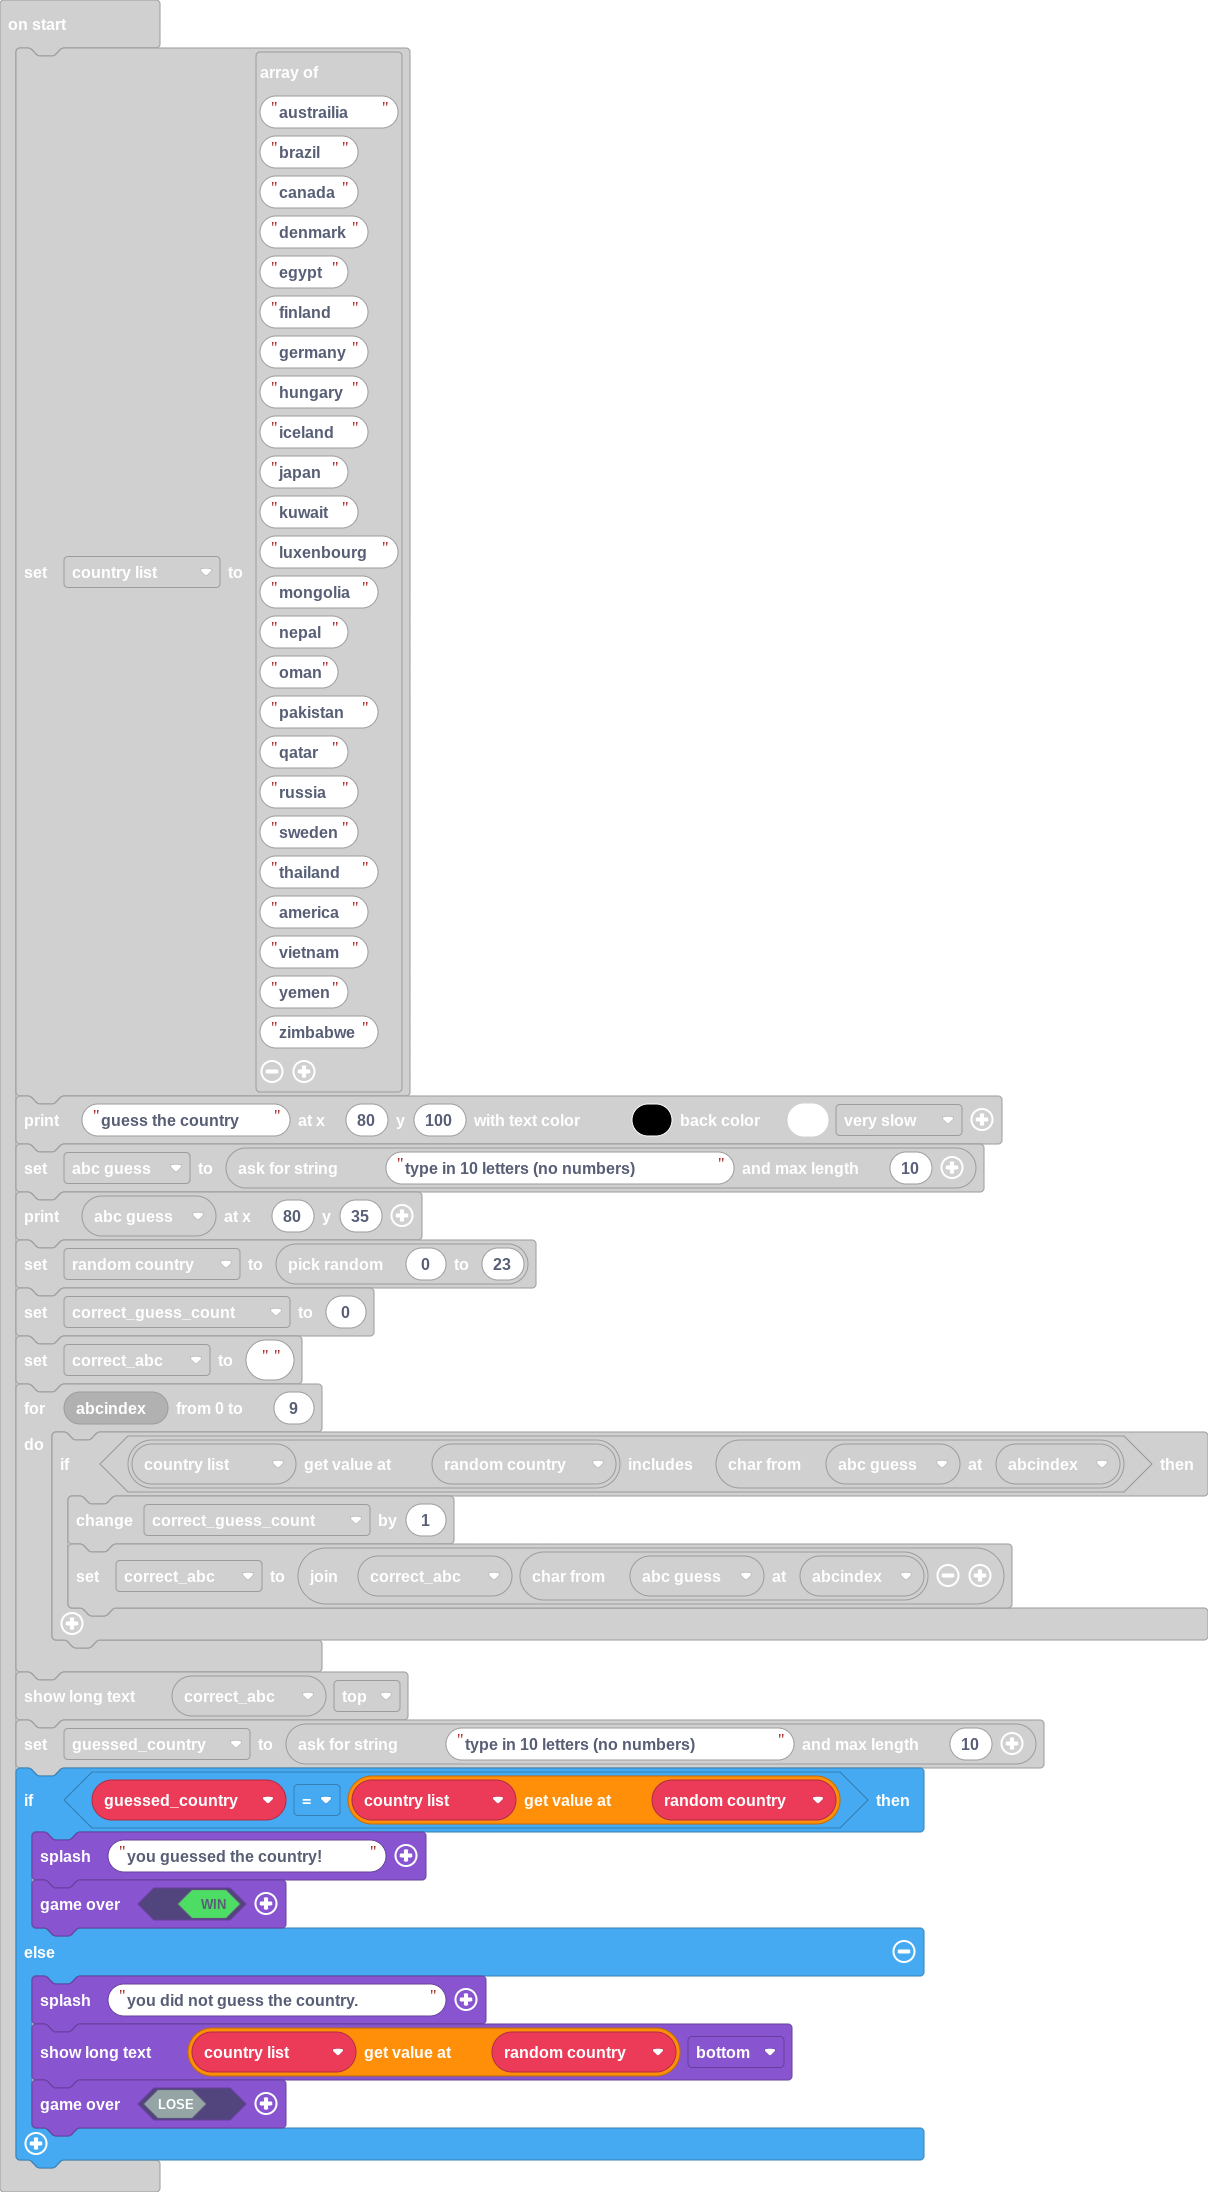 on start
array of
"austrailia"
"brazil"
"canada"
"denmark"
"egypt"
"finland"
"germany"
"hungary"
"iceland"
"japan"
"kuwait"
set country list to
"luxenbourg"
"mongolia"
"nepal"
"oman"
"pakistan"
"qatar"
"russia"
"sweden"
"thailand"
"america"
"vietnam"
"yemen"
"zimbabwe"
print "guess the country" at x 80 y 100 with text color back color very slow
set abc guess to ask for string "type in 10 letters (no numbers)" and max length 10
print abc guess at x 80 y 35
set random country to pick random 0 to 23
set correct_guess_count to 0
set correct_abc to " "
for abcindex from 0 to 9
do
if country list get value at random country includes char from abc guess at abcindex then
change correct_guess_count by 1
set correct_abc to join correct_abc char from abc guess at abcindex
show long text correct_abc top
set guessed_country to ask for string "type in 10 letters (no numbers)" and max length 10
if guessed_country = country list get value at random country then
splash "you guessed the country!"
game over WIN
else
splash "you did not guess the country."
show long text country list get value at random country bottom
game over LOSE